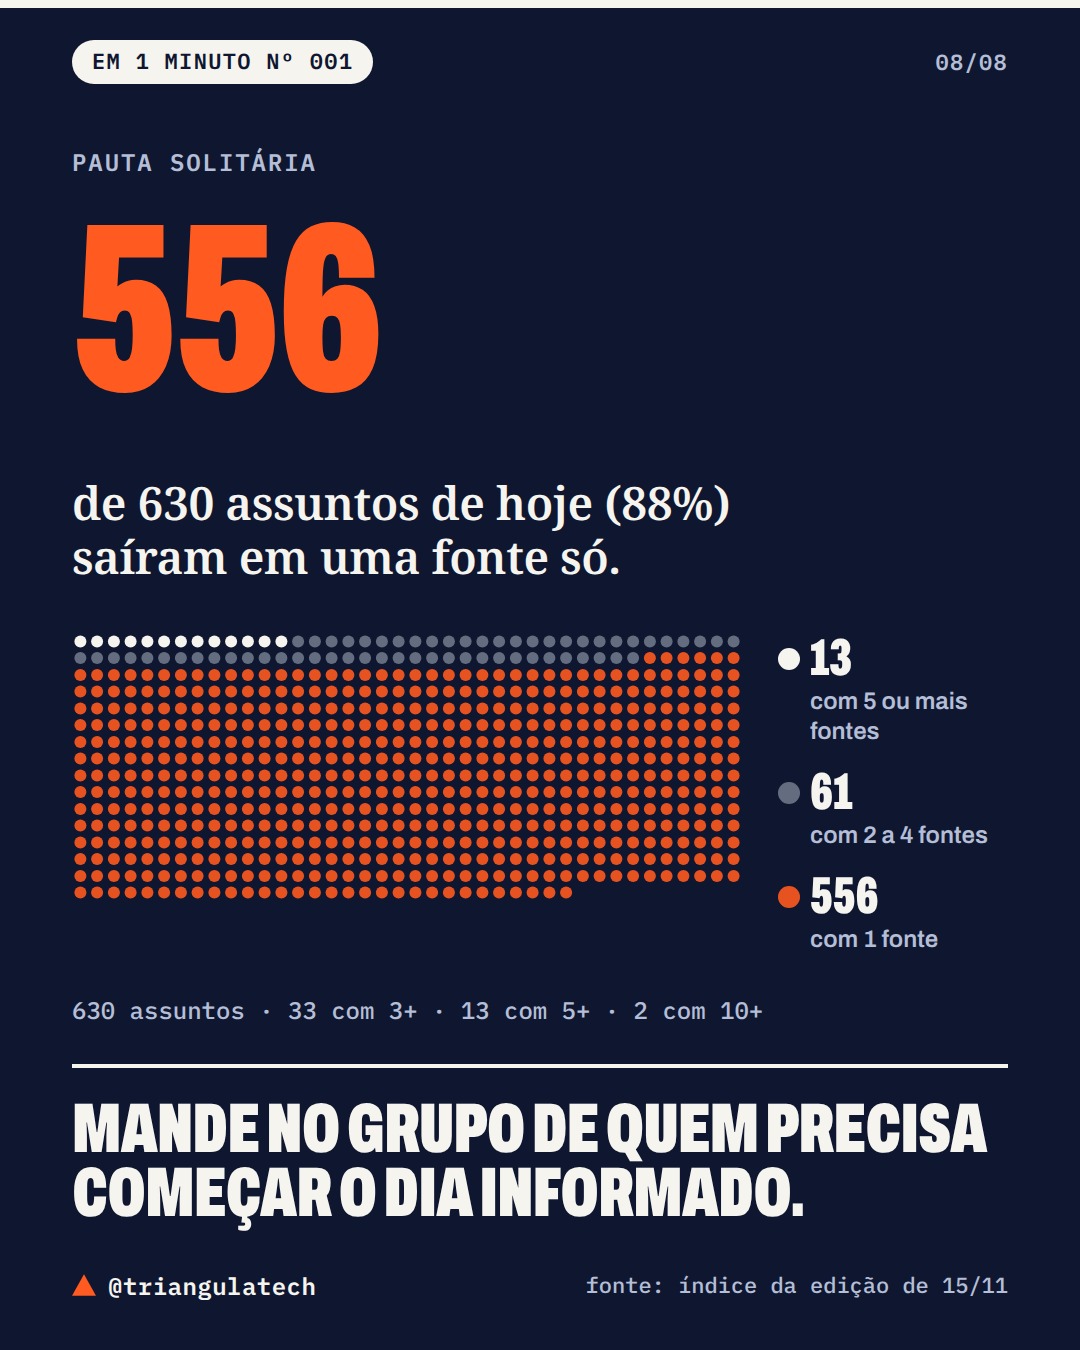 EM 1 MINUTO Nº 001
08/08
PAUTA SOLITÁRIA
556
de 630 assuntos de hoje (88%)
saíram em uma fonte só.
13
com 5 ou mais
fontes
61
com 2 a 4 fontes
556
com 1 fonte
630 assuntos · 33 com 3+ · 13 com 5+ · 2 com 10+
MANDE NO GRUPO DE QUEM PRECISA
COMEÇAR O DIA INFORMADO.
@triangulatech
fonte: índice da edição de 15/11